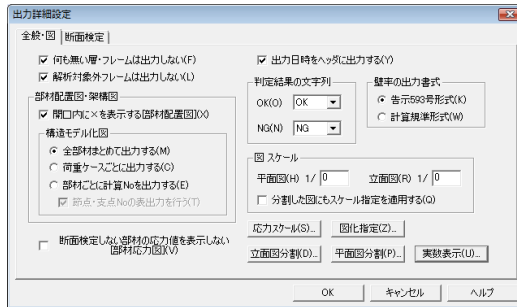 出力詳細設定
全般・図 断面検定
何も無い層・フレームは出力しない(F)
解析対象外フレームは出力しない(L)
部材配置図・架構図
開口内に×を表示する[部材配置図](X)
構造モデル化図
全部材まとめて出力する(M)
荷重ケースごとに出力する(C)
部材ごとに計算Noを出力する(E)
節点・支点Noの表出力を行う(T)
断面検定しない部材の応力値を表示しない
[部材応力図](V)
出力日時をヘッダに出力する(Y)
判定結果の文字列
OK(O) OK
NG(N) NG
壁率の出力書式
告示593号形式(K)
計算規準形式(W)
図 スケール
平面図(H) 1/ 0 立面図(R) 1/ 0
分割した図にもスケール指定を適用する(Q)
応力スケール(S)... 図化指定(Z)...
立面図分割(D)... 平面図分割(P)... 実数表示(U)...
OK キャンセル ヘルプ